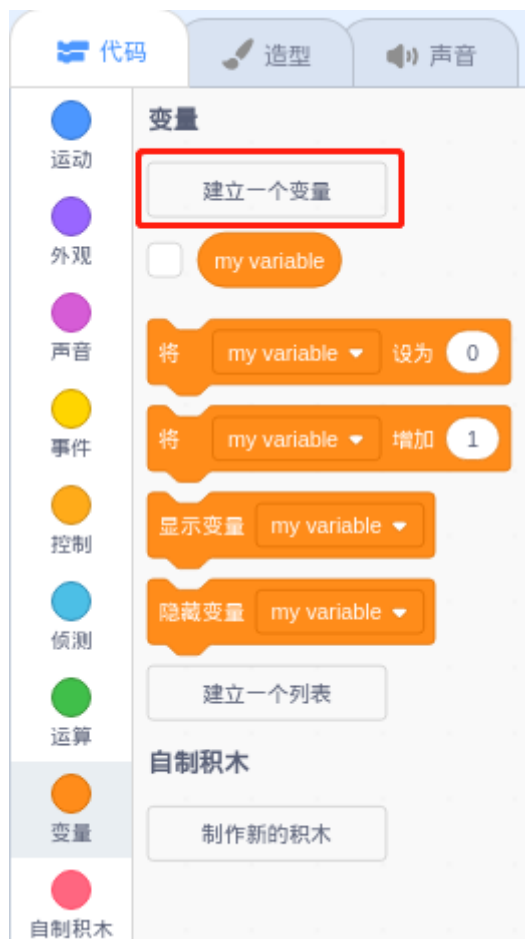 代码 造型 声音
运动
外观
声音
事件
控制
侦测
运算
变量
自制积木
变量
建立一个变量
my variable
将 my variable 设为 0
将 my variable 增加 1
显示变量 my variable
隐藏变量 my variable
建立一个列表
自制积木
制作新的积木